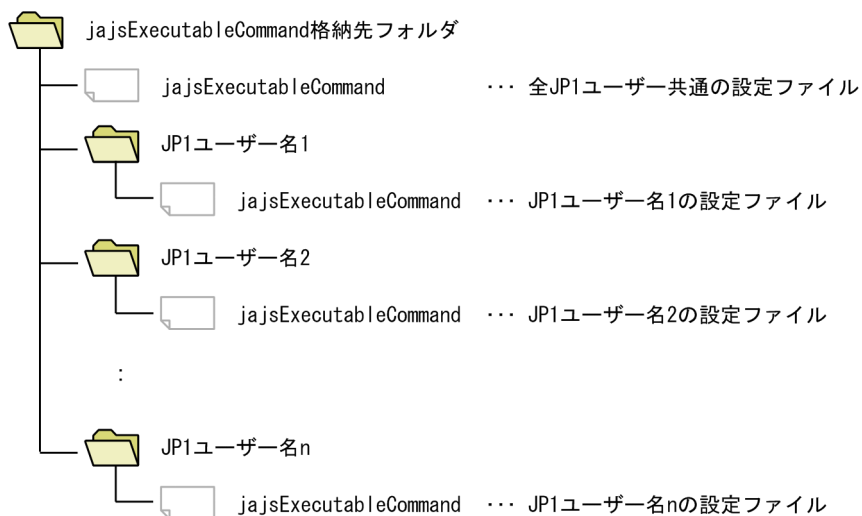 jajsExecutableCommand格納先フォルダ
jajsExecutableCommand ･･･ 全JP1ユーザー共通の設定ファイル
JP1ユーザー名1
jajsExecutableCommand ･･･ JP1ユーザー名1の設定ファイル
JP1ユーザー名2
jajsExecutableCommand ･･･ JP1ユーザー名2の設定ファイル
:
JP1ユーザー名n
jajsExecutableCommand ･･･ JP1ユーザー名nの設定ファイル